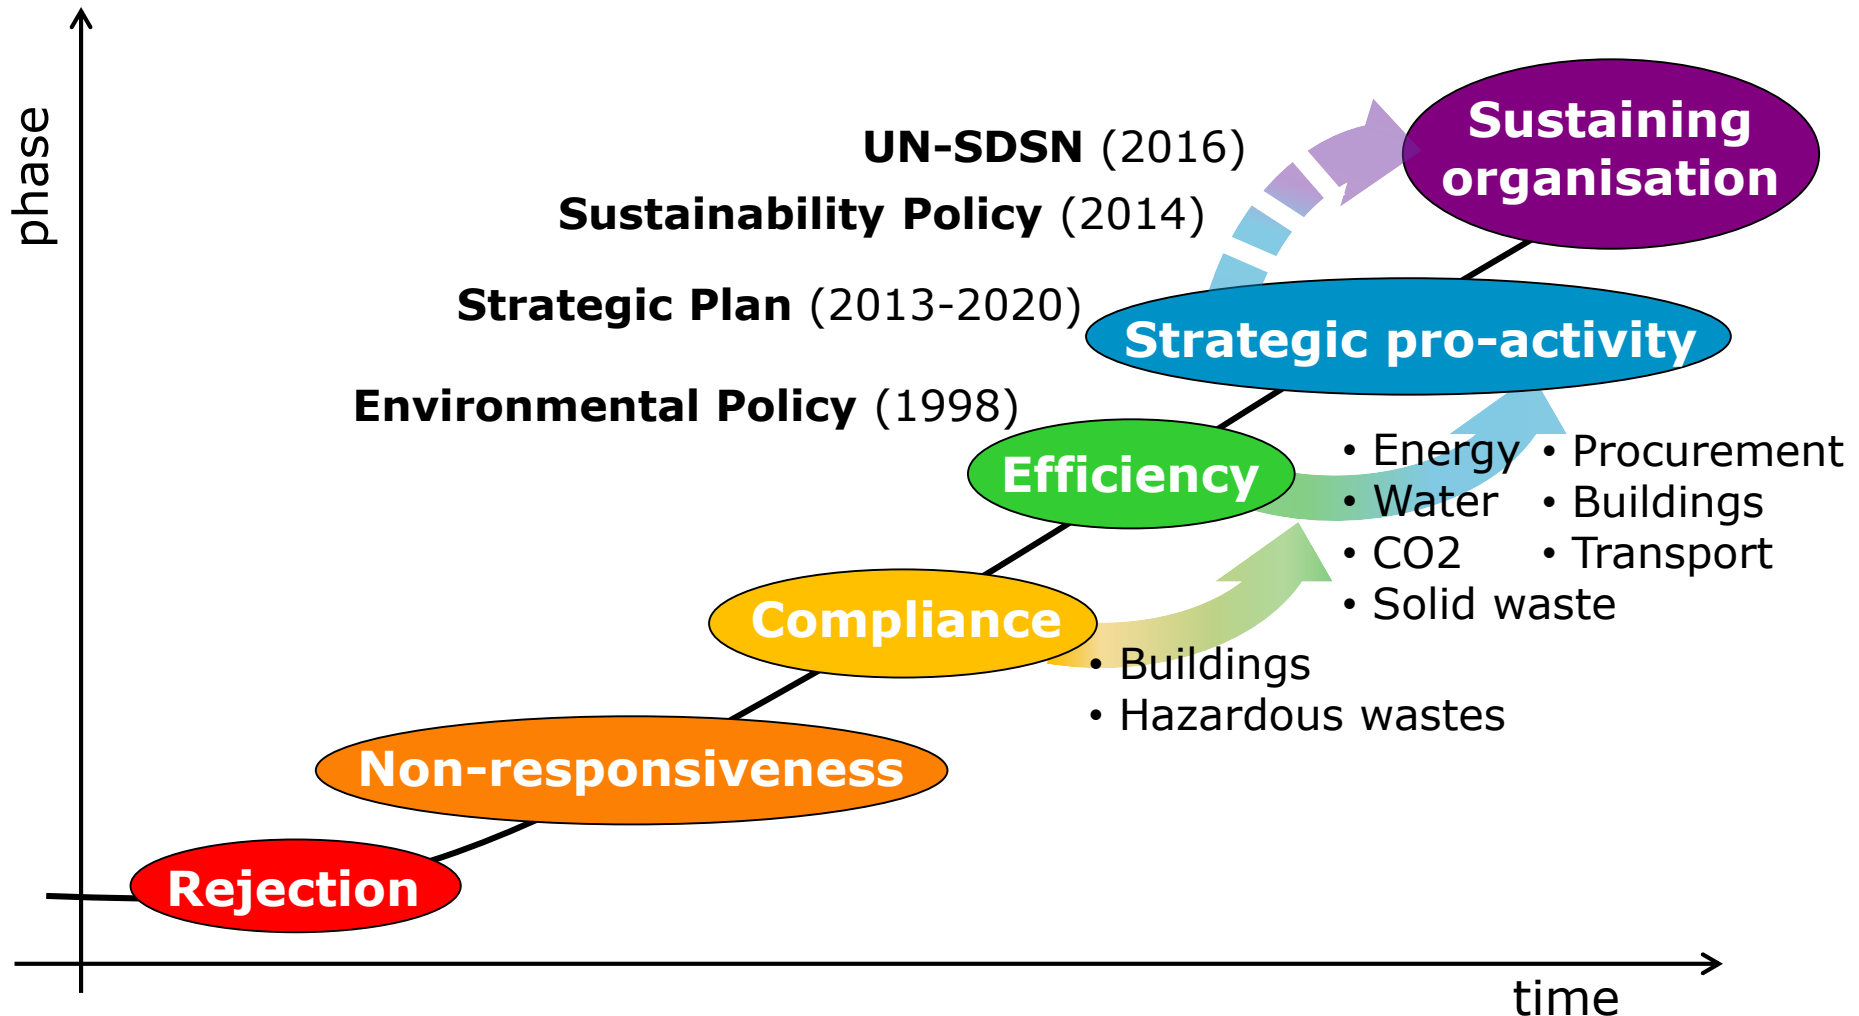 phase
Sustaining
organisation
UN-SDSN (2016)
Sustainability Policy (2014)
Strategic Plan (2013-2020)
Strategic pro-activity
Environmental Policy (1998)
Efficiency
• Energy
• Water
• CO2
• Solid waste
• Procurement
• Buildings
• Transport
Compliance
• Buildings
• Hazardous wastes
Non-responsiveness
Rejection
time